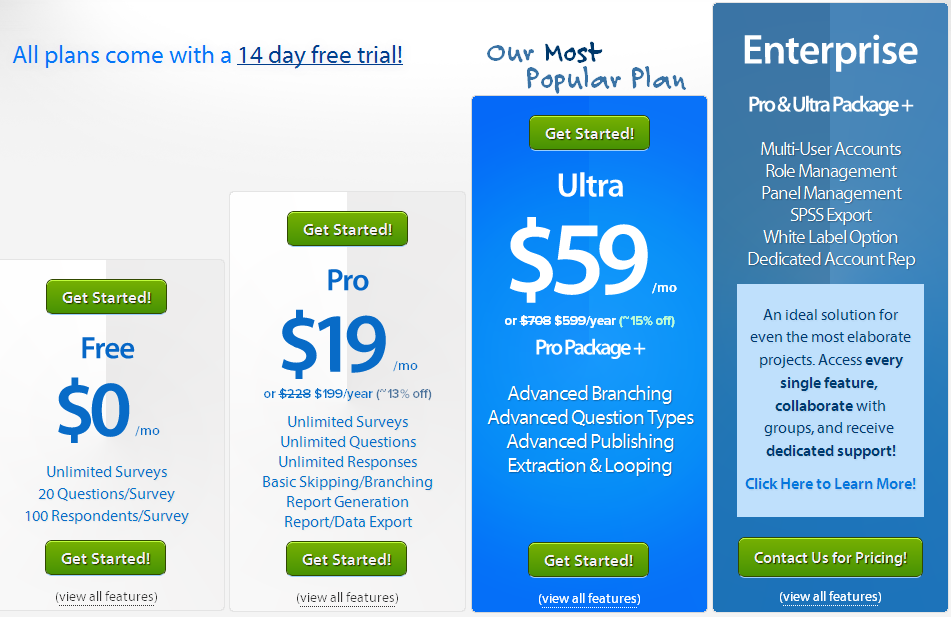 All plans come with a 14 day free trial!
Get Started!
Free
$0 /mo
Unlimited Surveys
20 Questions/Survey
100 Respondents/Survey
Get Started!
(view all features)
Get Started!
Pro
$19 /mo
or $228 $199/year (~13% off)
Unlimited Surveys
Unlimited Questions
Unlimited Responses
Basic Skipping/Branching
Report Generation
Report/Data Export
Get Started!
(view all features)
Our Most
Popular Plan
Get Started!
Ultra
$59 /mo
or $708 $599/year (~15% off)
Pro Package +
Advanced Branching
Advanced Question Types
Advanced Publishing
Extraction & Looping
Get Started!
(view all features)
Enterprise
Pro & Ultra Package +
Multi-User Accounts
Role Management
Panel Management
SPSS Export
White Label Option
Dedicated Account Rep
An ideal solution for
even the most elaborate
projects. Access every
single feature,
collaborate with
groups, and receive
dedicated support!
Click Here to Learn More!
Contact Us for Pricing!
(view all features)